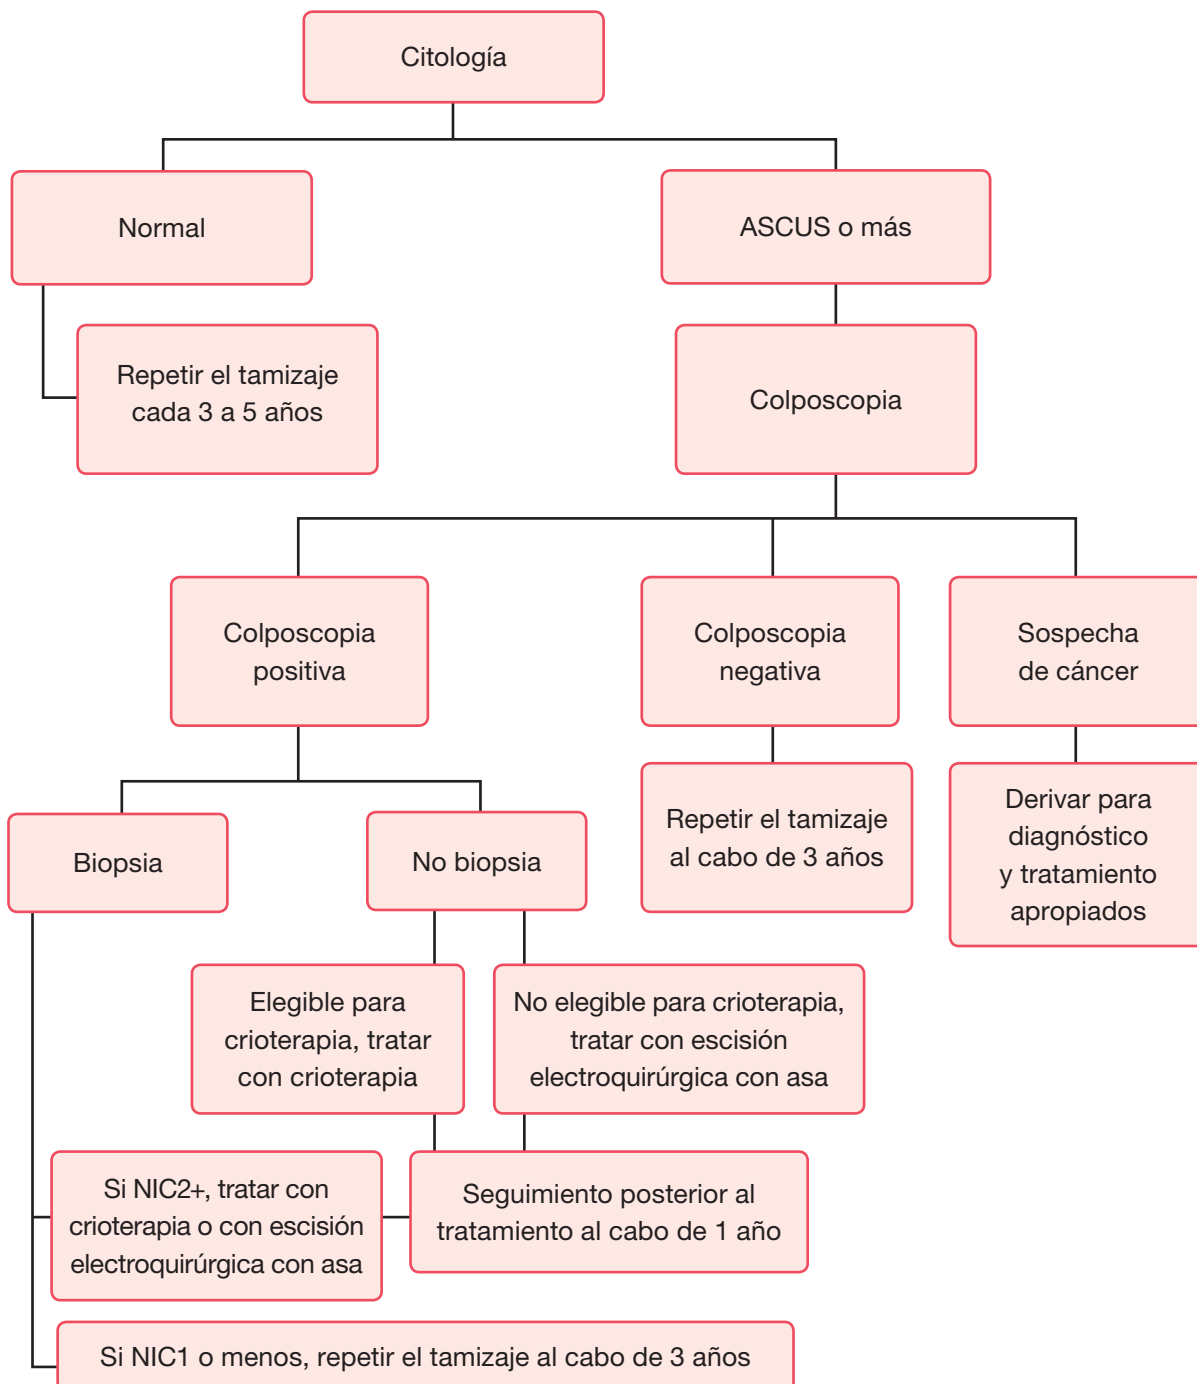 Citología
Normal
ASCUS o más
Repetir el tamizaje
cada 3 a 5 años
Colposcopia
Colposcopia
positiva
Colposcopia
negativa
Sospecha
de cáncer
Biopsia
No biopsia
Repetir el tamizaje
al cabo de 3 años
Derivar para
diagnóstico
y tratamiento
apropiados
Elegible para
crioterapia, tratar
con crioterapia
No elegible para crioterapia,
tratar con escisión
electroquirúrgica con asa
Si NIC2+, tratar con
crioterapia o con escisión
electroquirúrgica con asa
Seguimiento posterior al
tratamiento al cabo de 1 año
Si NIC1 o menos, repetir el tamizaje al cabo de 3 años